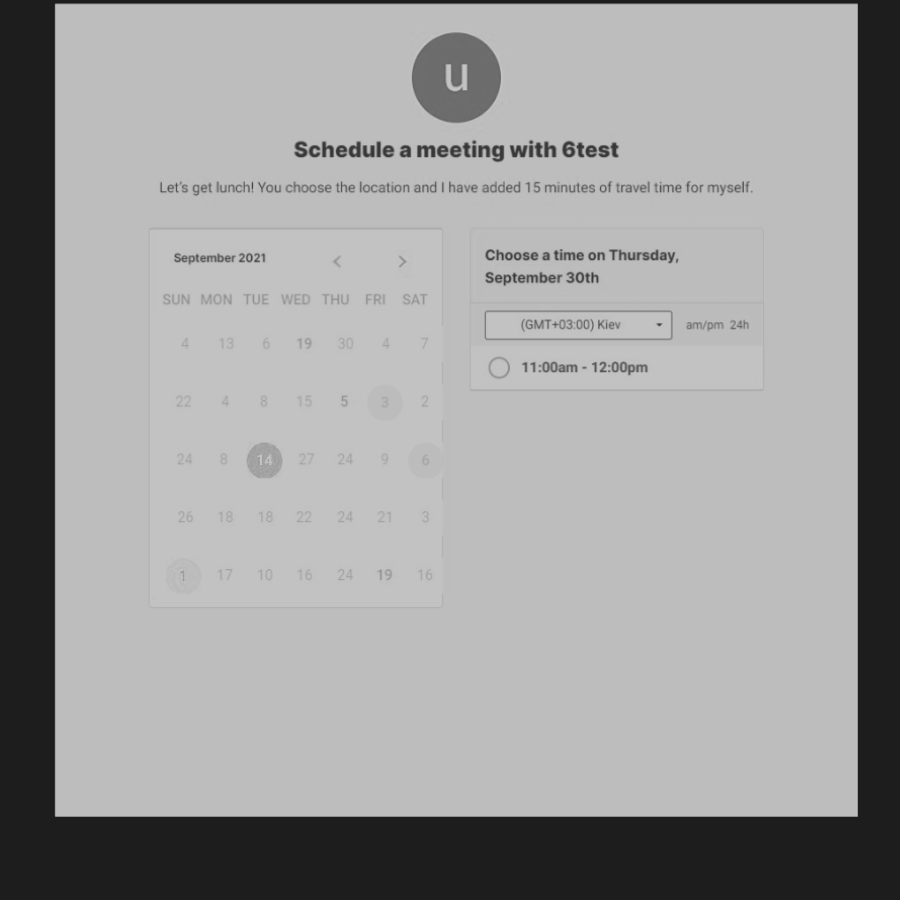 u
Schedule a meeting with 6test
Let's get lunch! You choose the location and I have added 15 minutes of travel time for myself.
September 2021
SUN MON TUE WED THU FRI SAT
4 13 6 19 30 4 7
22 4 8 15 5 3 2
24 8 14 27 24 9 6
26 18 18 22 24 21 3
1 17 10 16 24 19 16
Choose a time on Thursday,
September 30th
(GMT+03:00) Kiev am/pm 24h
11:00am - 12:00pm